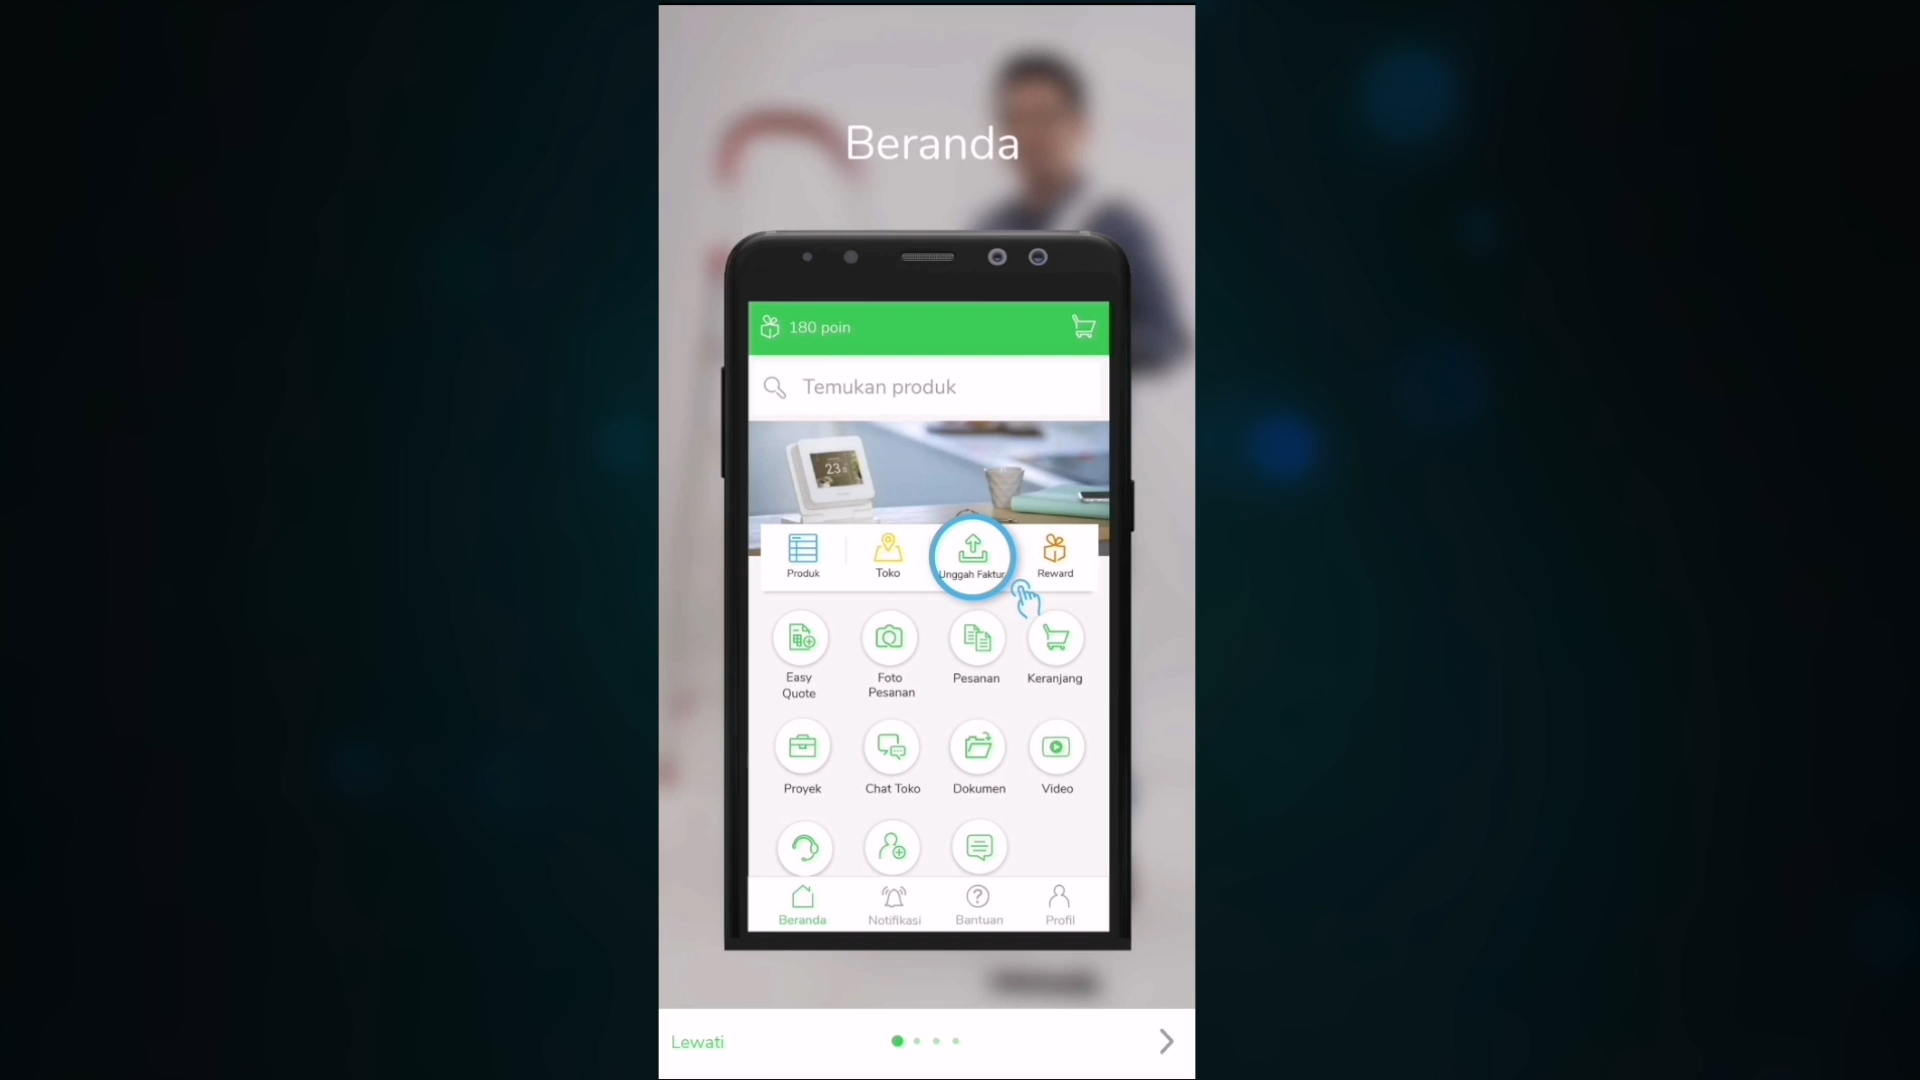 Beranda
180 poin
Temukan produk
23
Produk
Toko
Unggah Faktur
Reward
Easy
Quote
Foto
Pesanan
Pesanan
Keranjang
Proyek
Chat Toko
Dokumen
Video
Beranda
Notifikasi
Bantuan
Profil
Lewati